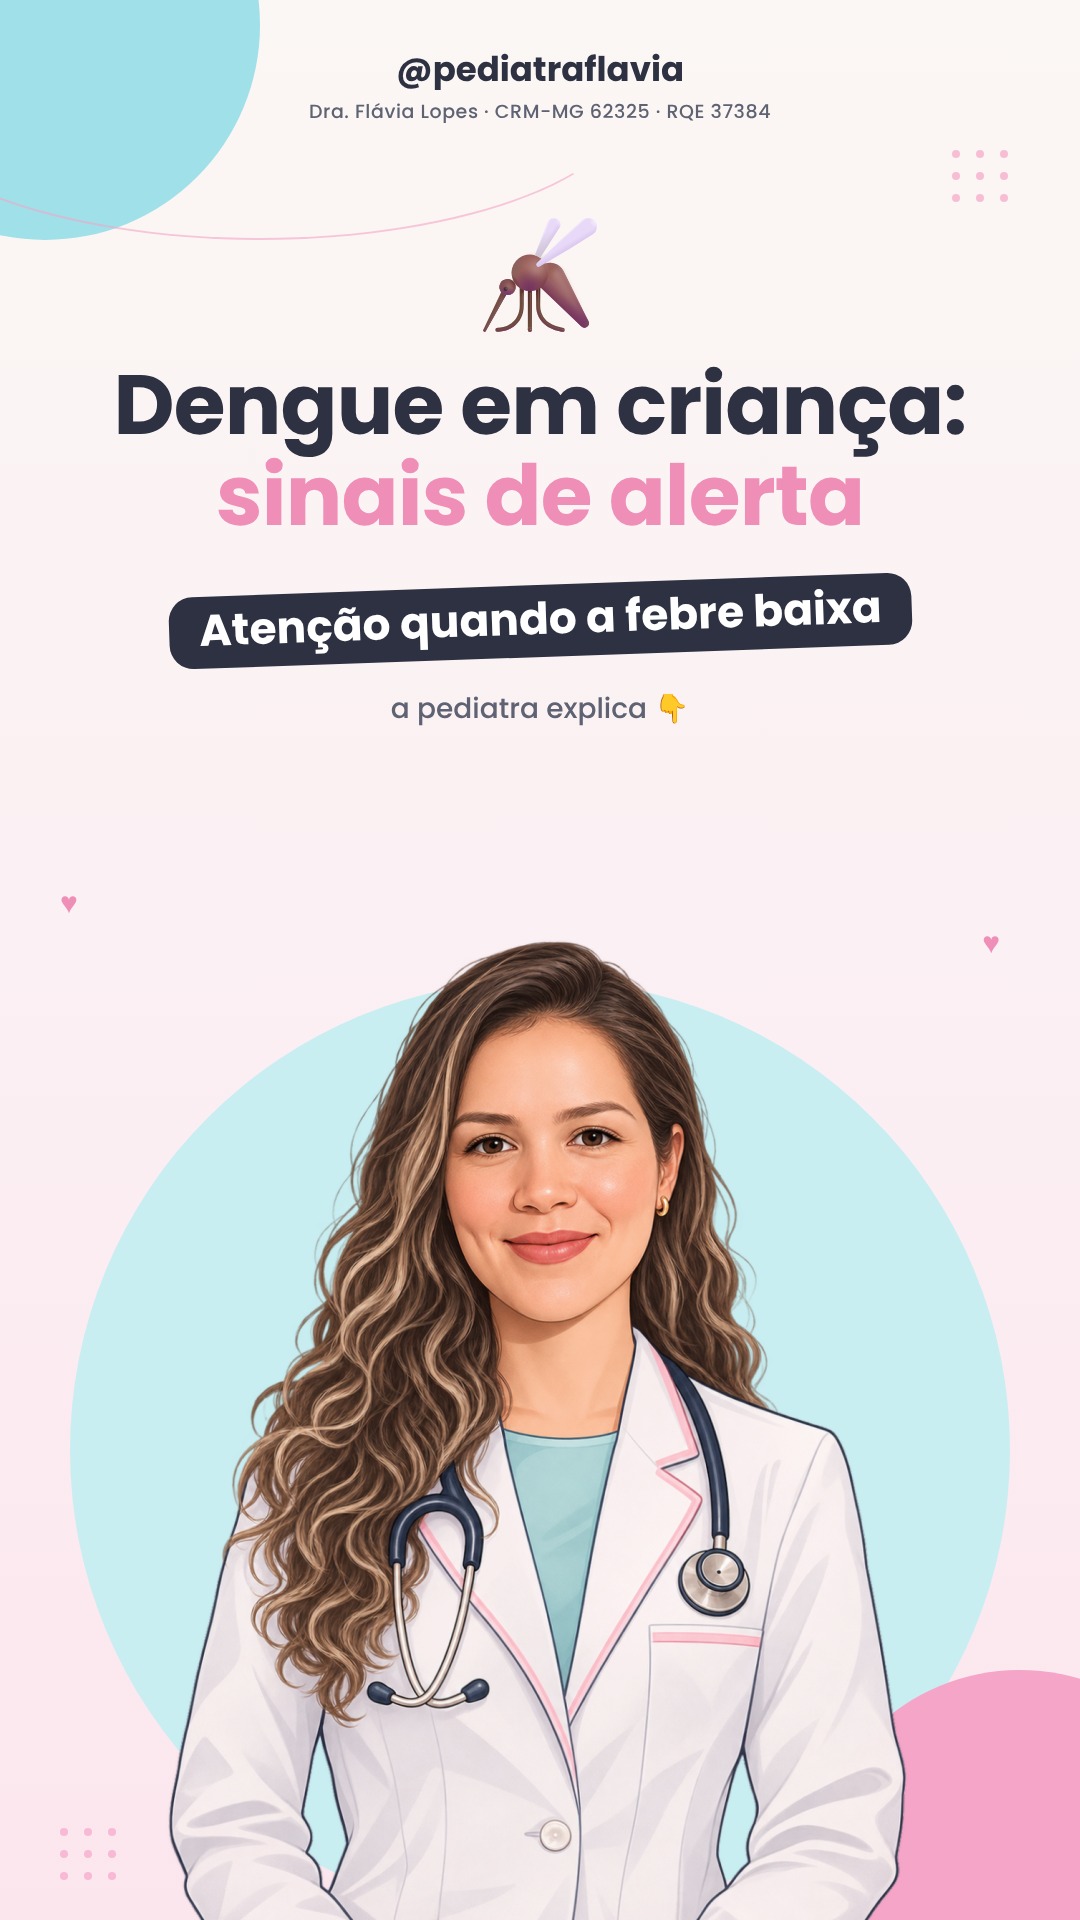 @pediatraflavia
Dra. Flávia Lopes · CRM-MG 62325 · RQE 37384
Dengue em criança:
sinais de alerta
Atenção quando a febre baixa
a pediatra explica 👇